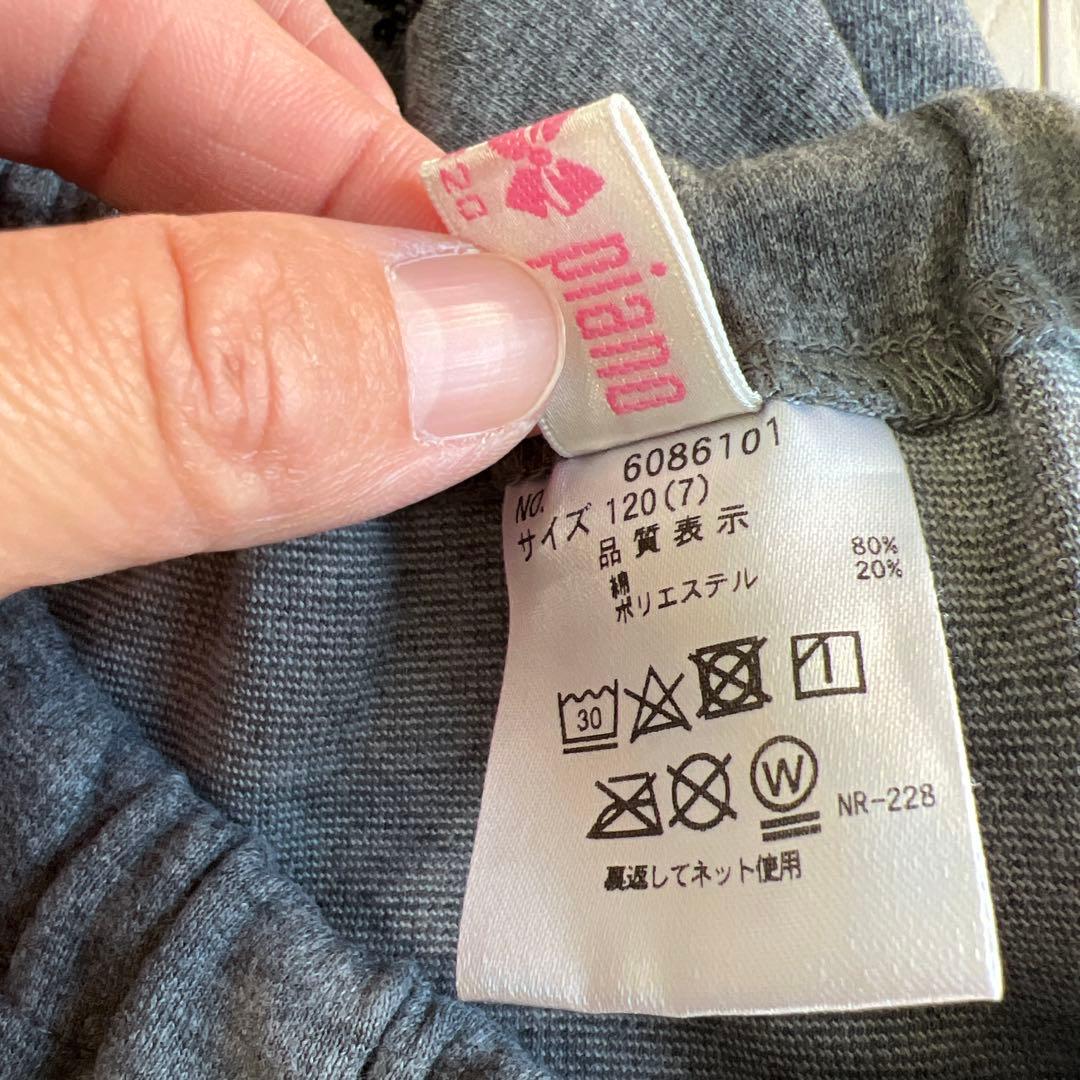 20
piano
NO. 6086101
サイズ 120(7)
品質表示
綿 80%
ポリエステル 20%
30
W
NR-228
裏返してネット使用